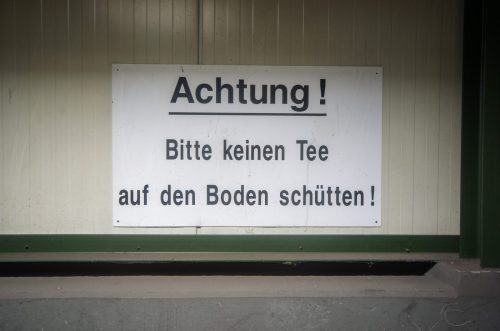 Achtung !
Bitte keinen Tee
auf den Boden schütten !